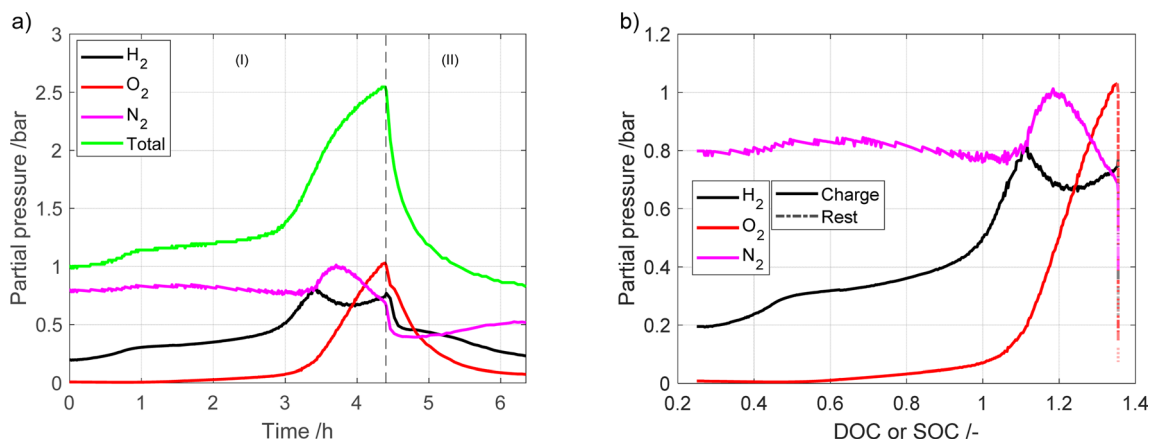 a)
Partial pressure /bar
3
2.5
2
1.5
1
0.5
0
H₂
O₂
N₂
Total
(I)
(II)
0 1 2 3 4 5 6
Time /h
b)
Partial pressure /bar
1.2
1
0.8
0.6
0.4
0.2
0
H₂
O₂
N₂
Charge
Rest
0.2 0.4 0.6 0.8 1 1.2 1.4
DOC or SOC /-